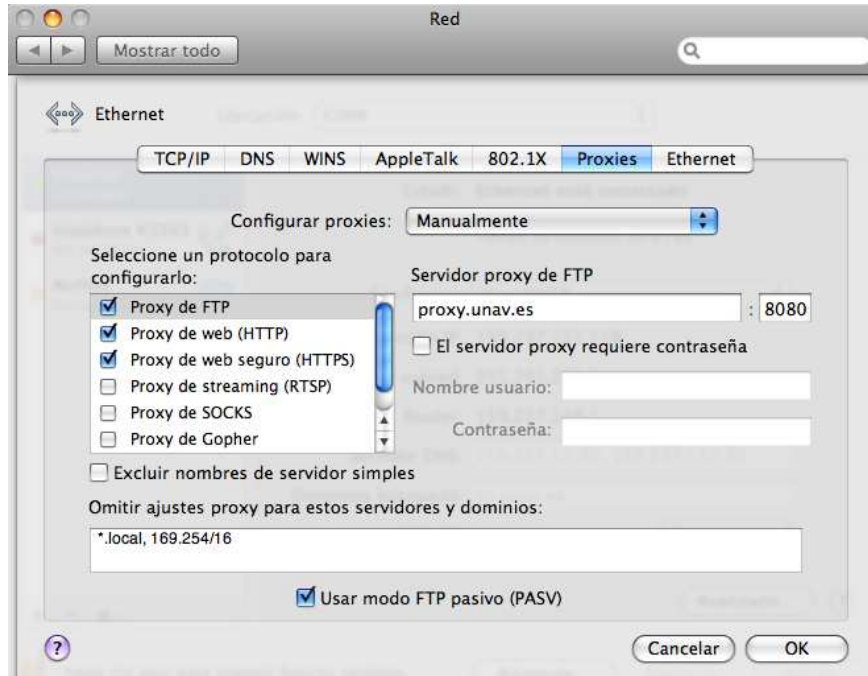 Red
Mostrar todo
Ethernet
TCP/IP DNS WINS AppleTalk 802.1X Proxies Ethernet
Configurar proxies: Manualmente
Seleccione un protocolo para
configurarlo:
Proxy de FTP
Proxy de web (HTTP)
Proxy de web seguro (HTTPS)
Proxy de streaming (RTSP)
Proxy de SOCKS
Proxy de Gopher
Servidor proxy de FTP
proxy.unav.es : 8080
El servidor proxy requiere contraseña
Nombre usuario:
Contraseña:
Excluir nombres de servidor simples
Omitir ajustes proxy para estos servidores y dominios:
*.local, 169.254/16
Usar modo FTP pasivo (PASV)
?
Cancelar OK